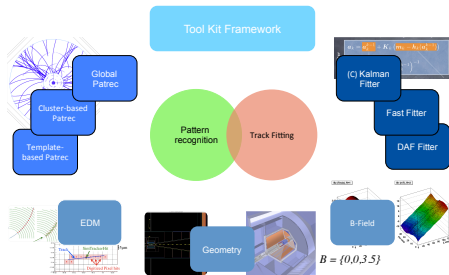 Tool Kit Framework
Global
Patrec
Cluster-based
Patrec
Template-
based Patrec
Pattern
recognition
Track Fitting
(C) Kalman
Fitter
Fast Fitter
DAF Fitter
EDM
Geometry
B-Field
B = {0,0,3.5}